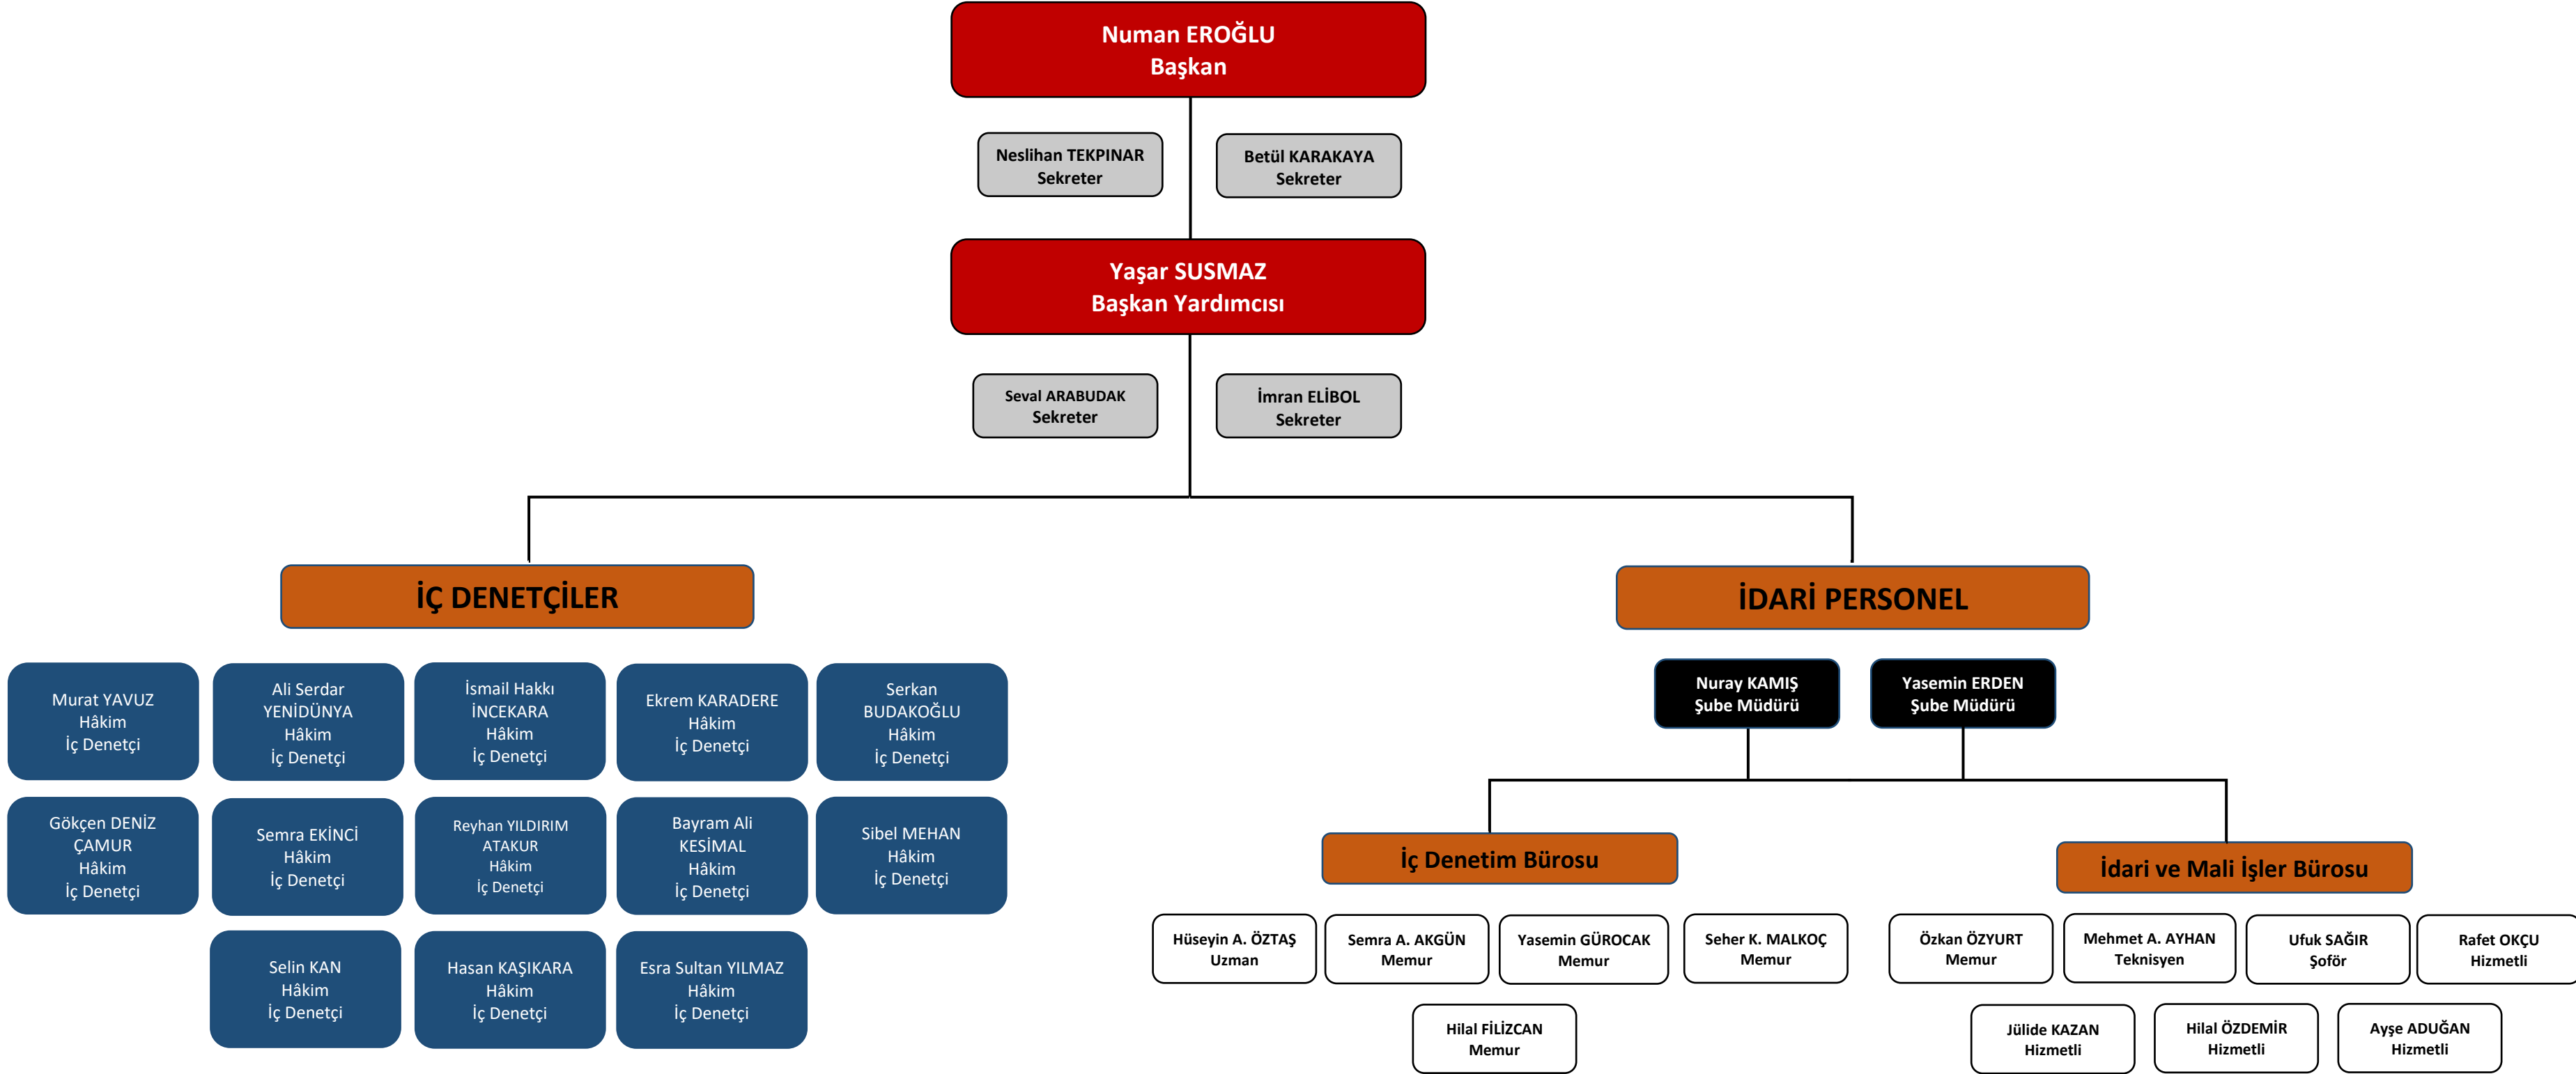 Numan EROĞLU
Başkan
Neslihan TEKPINAR
Sekreter
Betül KARAKAYA
Sekreter
Yaşar SUSMAZ
Başkan Yardımcısı
Seval ARABUDAK
Sekreter
İmran ELİBOL
Sekreter
İÇ DENETÇİLER
Murat YAVUZ
Hâkim
İç Denetçi
Ali Serdar
YENİDÜNYA
Hâkim
İç Denetçi
İsmail Hakkı
İNCEKARA
Hâkim
İç Denetçi
Ekrem KARADERE
Hâkim
İç Denetçi
Serkan
BUDAKOĞLU
Hâkim
İç Denetçi
Gökçen DENİZ
ÇAMUR
Hâkim
İç Denetçi
Semra EKİNCİ
Hâkim
İç Denetçi
Reyhan YILDIRIM
ATAKUR
Hâkim
İç Denetçi
Bayram Ali
KESİMAL
Hâkim
İç Denetçi
Sibel MEHAN
Hâkim
İç Denetçi
Selin KAN
Hâkim
İç Denetçi
Hasan KAŞIKARA
Hâkim
İç Denetçi
Esra Sultan YILMAZ
Hâkim
İç Denetçi
İDARİ PERSONEL
Nuray KAMIŞ
Şube Müdürü
Yasemin ERDEN
Şube Müdürü
İç Denetim Bürosu
Hüseyin A. ÖZTAŞ
Uzman
Semra A. AKGÜN
Memur
Yasemin GÜROCAK
Memur
Seher K. MALKOÇ
Memur
Hilal FİLİZCAN
Memur
İdari ve Mali İşler Bürosu
Özkan ÖZYURT
Memur
Mehmet A. AYHAN
Teknisyen
Ufuk SAĞIR
Şoför
Rafet OKÇU
Hizmetli
Jülide KAZAN
Hizmetli
Hilal ÖZDEMİR
Hizmetli
Ayşe ADUĞAN
Hizmetli